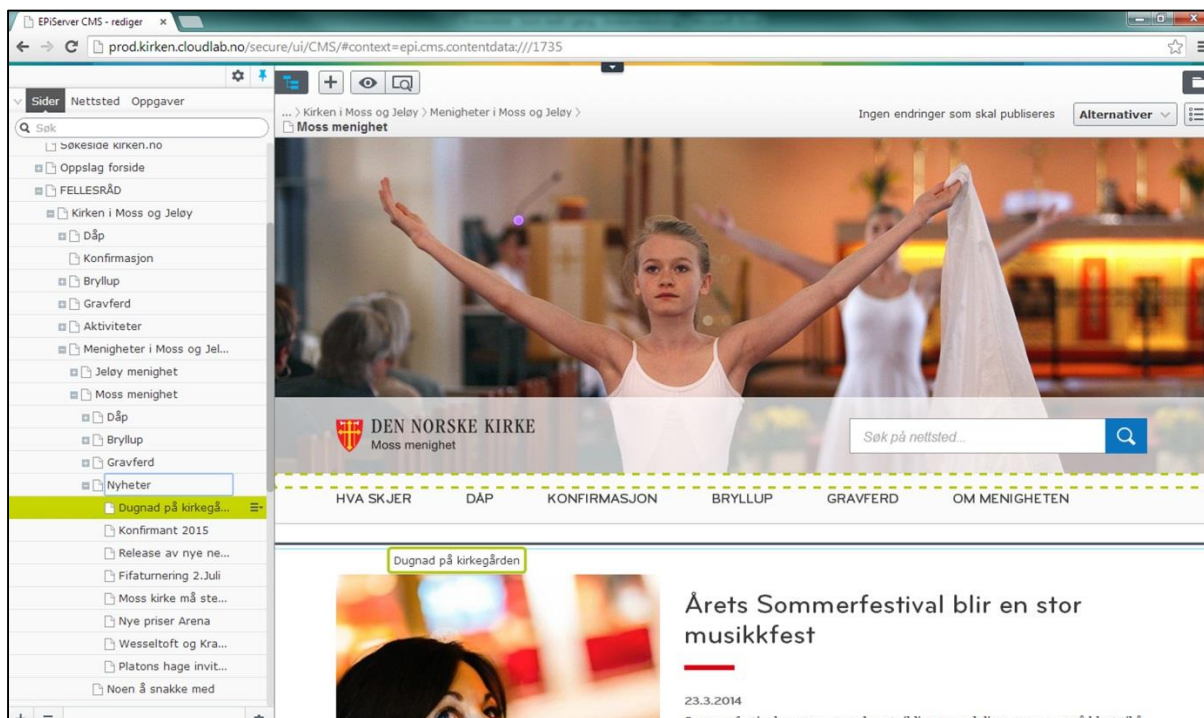 EPiServer CMS - rediger
prod.kirken.cloudlab.no/secure/ui/CMS/#context=epi.cms.contentdata:///1735
Sider Nettsted Oppgaver
Søk
Søkeside kirken.no
Oppslag forside
FELLESRÅD
Kirken i Moss og Jeløy
Dåp
Konfirmasjon
Bryllup
Gravferd
Aktiviteter
Menigheter i Moss og Jel...
Jeløy menighet
Moss menighet
Dåp
Bryllup
Gravferd
Nyheter
Dugnad på kirkegå...
Konfirmant 2015
Release av nye ne...
Fifaturnering 2.Juli
Moss kirke må ste...
Nye priser Arena
Wesseltoft og Kra...
Platons hage invit...
Noen å snakke med
... 〉 Kirken i Moss og Jeløy 〉 Menigheter i Moss og Jeløy 〉
Moss menighet
Ingen endringer som skal publiseres
Alternativer
DEN NORSKE KIRKE
Moss menighet
Søk på nettsted...
HVA SKJER DÅP KONFIRMASJON BRYLLUP GRAVFERD OM MENIGHETEN
Dugnad på kirkegården
Årets Sommerfestival blir en stor
musikkfest
23.3.2014